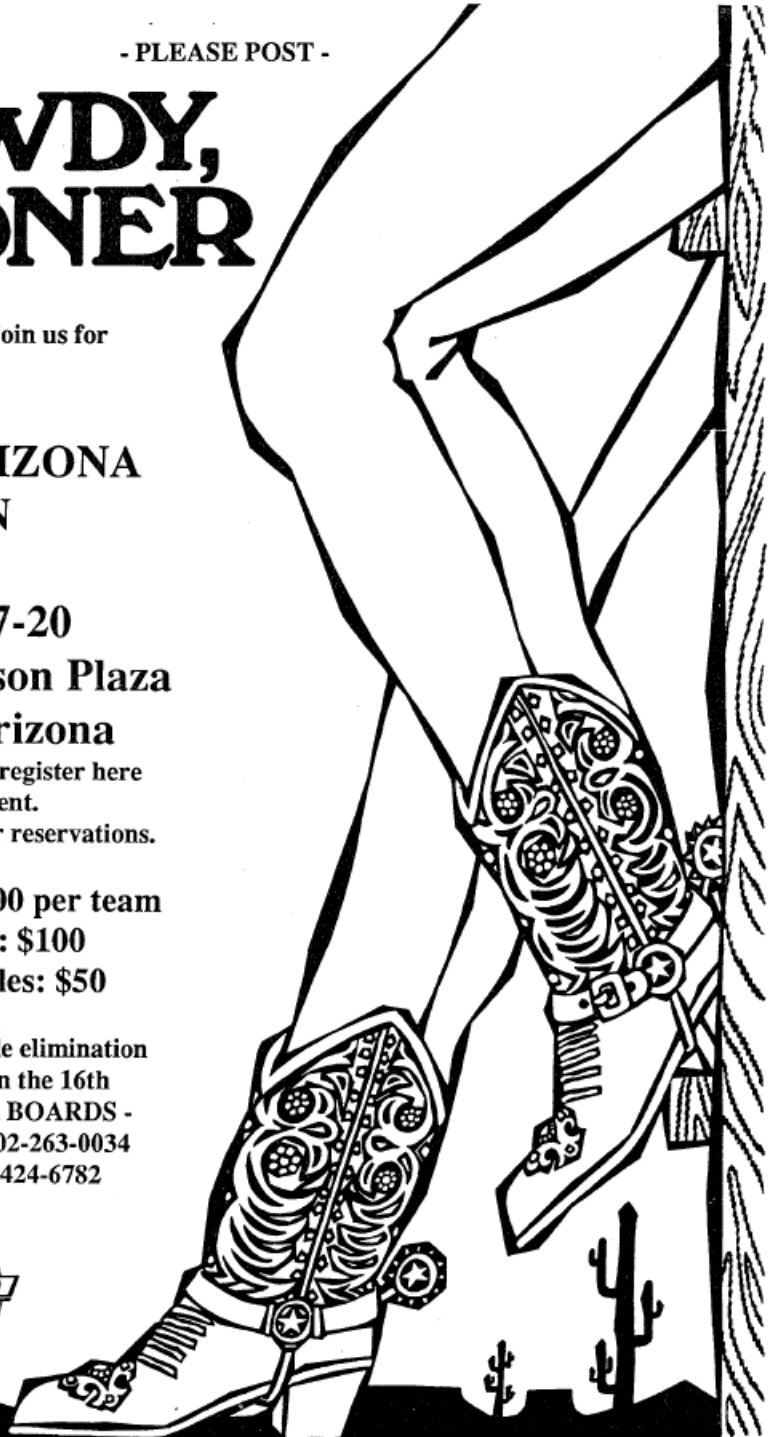 - PLEASE POST -
WDY,
ONER
oin us for
IZONA
N
7-20
son Plaza
rizona
register here
ent.
r reservations.
00 per team
: $100
les: $50
le elimination
n the 16th
BOARDS -
02-263-0034
424-6782